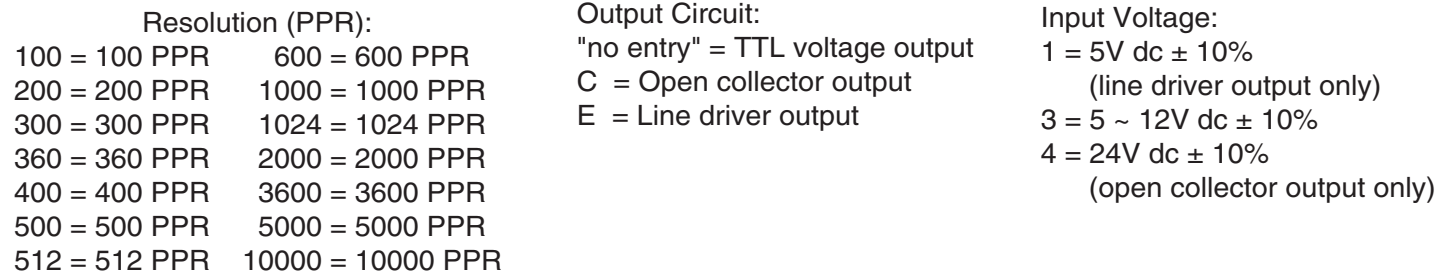 Resolution (PPR):
100 = 100 PPR 600 = 600 PPR
200 = 200 PPR 1000 = 1000 PPR
300 = 300 PPR 1024 = 1024 PPR
360 = 360 PPR 2000 = 2000 PPR
400 = 400 PPR 3600 = 3600 PPR
500 = 500 PPR 5000 = 5000 PPR
512 = 512 PPR 10000 = 10000 PPR
Output Circuit:
"no entry" = TTL voltage output
C = Open collector output
E = Line driver output
Input Voltage:
1 = 5V dc ± 10%
(line driver output only)
3 = 5 ~ 12V dc ± 10%
4 = 24V dc ± 10%
(open collector output only)